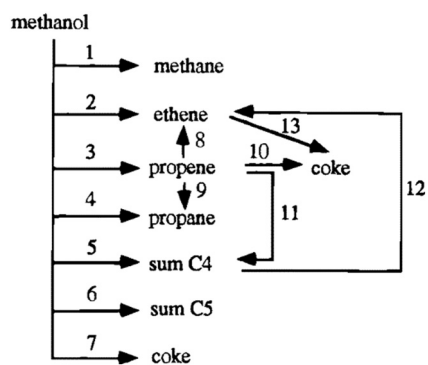 methanol
1
methane
2
ethene
13
8
3
propene
10
coke
9
12
4
propane
11
5
sum C4
6
sum C5
7
coke